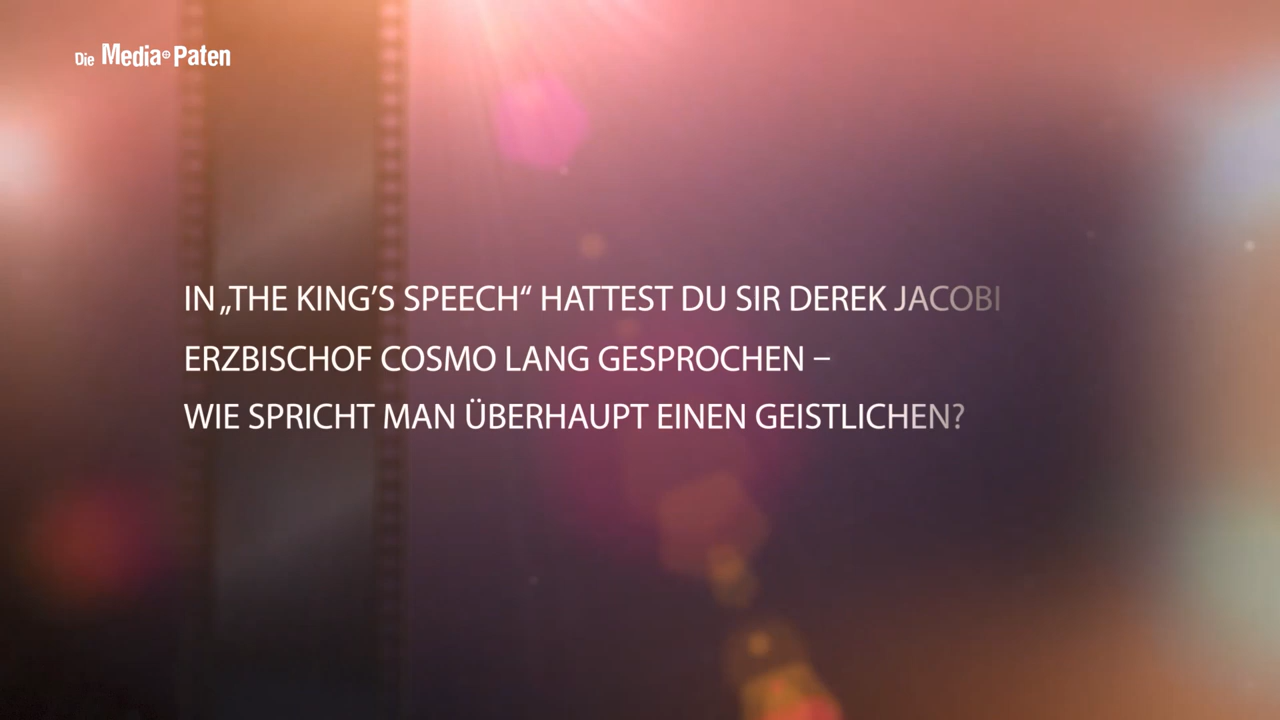 Die Media Paten
IN „THE KING’S SPEECH“ HATTEST DU SIR DEREK JACOBI
ERZBISCHOF COSMO LANG GESPROCHEN –
WIE SPRICHT MAN ÜBERHAUPT EINEN GEISTLICHEN?